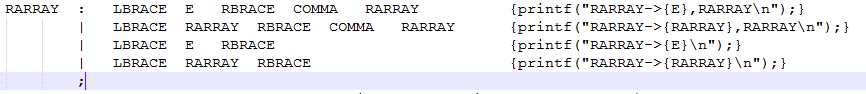 RARRAY : LBRACE E RBRACE COMMA RARRAY {printf("RARRAY->{E},RARRAY\n");}
| LBRACE RARRAY RBRACE COMMA RARRAY {printf("RARRAY->{RARRAY},RARRAY\n");}
| LBRACE E RBRACE {printf("RARRAY->{E}\n");}
| LBRACE RARRAY RBRACE {printf("RARRAY->{RARRAY}\n");}
;